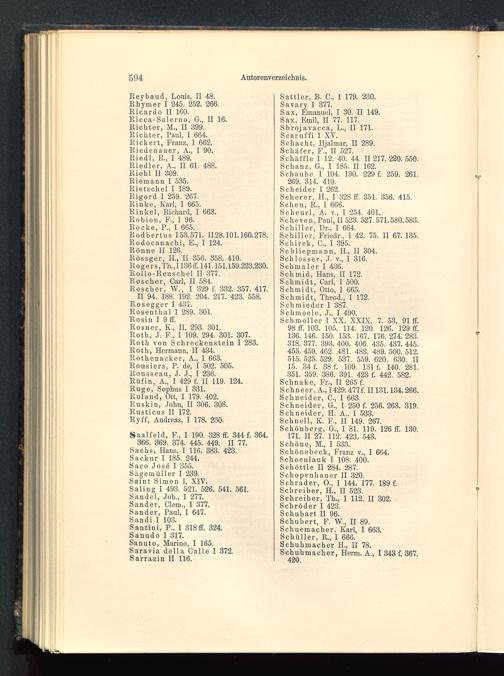 594
Autorenverzeichnis.
Reybaud, Louis, II 48.
Rhymer I 245. 252. 266.
Ricardo II 160.
Ricca-Salerno, G., II 16.
Richter, M., II 399.
Richter, Paul, I 664.
Rickert, Franz, I 662.
Riedenauer, A., I 90.
Riedl, R., I 489.
Riedler, A., II 61. 488.
Riehl II 309.
Riemann I 535.
Rietschel I 189.
Rigord I 259. 267.
Rinke, Karl, I 665.
Rinkel, Richard, I 663.
Robion, F., I 96.
Rocke, P., I 665.
Rodbertus I 53. 571. II 28. 101. 160. 278.
Rodocanachi, E., I 124.
Rönne II 126.
Rössger, H., II 356. 358. 410.
Rogers, Th., I 136 ff. 141. 151. 159. 223. 230.
Rollo-Reuschel II 377.
Roscher, Carl, II 584.
Roscher, W., I 329 f. 332. 357. 417.
II 94. 188. 192. 204. 217. 423. 558.
Rosegger I 437.
Rosenthal I 289. 301.
Rosin I 9 ff.
Rosner, K., II. 293. 301.
Roth, J. F., I 109. 294. 301. 307.
Roth von Schreckenstein I 283.
Roth, Hermann, II 434.
Rothenacker, A., I 663.
Rousiers, P. de, I 502. 505.
Rousseau, J. J., I 236.
Rüfin, A., I 429 f. II 119. 124.
Ruge, Sophus I 331.
Ruland, Ott, I 179. 402.
Ruskin, John, II 306. 308.
Rusticus II 172.
Ryff, Andreas, I 178. 230.
Saalfeld, F., I 190. 328 ff. 344 f. 364.
366. 369. 374. 445. 449. II 77.
Sachs, Hans, I 116. 383. 423.
Sackur I 185. 244.
Saco José I 355.
Sägemüller I 239.
Saint Simon I, XIV.
Saling I 493. 521. 526. 541. 561.
Sandel, Joh., I 277.
Sander, Clem., I 377.
Sander, Paul, I 647.
Sandi I 103.
Santini, P., I 318 ff. 324.
Sanudo I 317.
Sanuto, Marino, I 165.
Saravia della Calle I 372.
Sarrazin II 116.
Sattler, B. C., I 179. 230.
Savary I 377.
Sax, Emanuel, I 30. II 149.
Sax, Emil, II 77. 117.
Sbrojavacca, L., II 171.
Scaruffi I XV.
Schacht, Hjalmar, II 289.
Schäfer, F., II 527.
Schäffle I 12. 40. 44. II 217. 220. 550.
Schanz, G., I 185. II 162.
Schaube I 104. 190. 229 f. 259. 261.
269. 314. 410.
Scheider I 262.
Scherer, H., I 328 ff. 351. 356. 415.
Scheu, R., I 666.
Scheurl, A. v., I 254. 401.
Scheven, Paul, II 523. 527. 571. 580. 583.
Schiller, Dr., I 664.
Schiller, Friedr., I 42. 75. II 67. 135.
Schirek, C., I 395.
Schliepmann, H., II 304.
Schlosser, J. v., I 316.
Schmaler I 436.
Schmid, Hans, II 172.
Schmidt, Carl, I 500.
Schmidt, Otto, I 665.
Schmidt, Theod., I 172.
Schmieder I 387.
Schmoele, J., I 490.
Schmoller I XX. XXIX. 7. 53. 91 ff.
98 ff. 103. 105. 114. 120. 126. 129 ff.
136. 146. 150. 153. 167. 176. 274. 283.
318. 377. 393. 400. 406. 435. 437. 445.
455. 459. 462. 481. 483. 489. 500. 512.
515. 525. 529. 537. 559. 620. 630. II
15. 34 f. 38 f. 109. 131 f. 140. 281.
351. 359. 386. 391. 423 f. 442. 582.
Schnake, Fr., II 265 f.
Schneer, A., I 429. 477 f. II 131. 134. 266.
Schneider, C., I 663.
Schneider, G., I 250 f. 256. 263. 319.
Schneider, H. A., I 533.
Schnell, K. F., II 149. 267.
Schönberg, G., I 81. 119. 126 ff. 130.
171. II 27. 112. 423. 543.
Schöne, M., I 533.
Schönebeck, Franz v., I 664.
Schoenlank I 108. 400.
Schöttle II 284. 287.
Schopenhauer II 320.
Schrader, O., I 144. 177. 189 f.
Schreiber, H., II 523.
Schreiber, Th., I 112. II 302.
Schröder I 423.
Schubart II 96.
Schubert, F. W., II 89.
Schuemacher, Karl, I 663.
Schüller, R., I 666.
Schuhmacher H., II 78.
Schuhmacher, Herm., A., I 343 f. 367.
420.